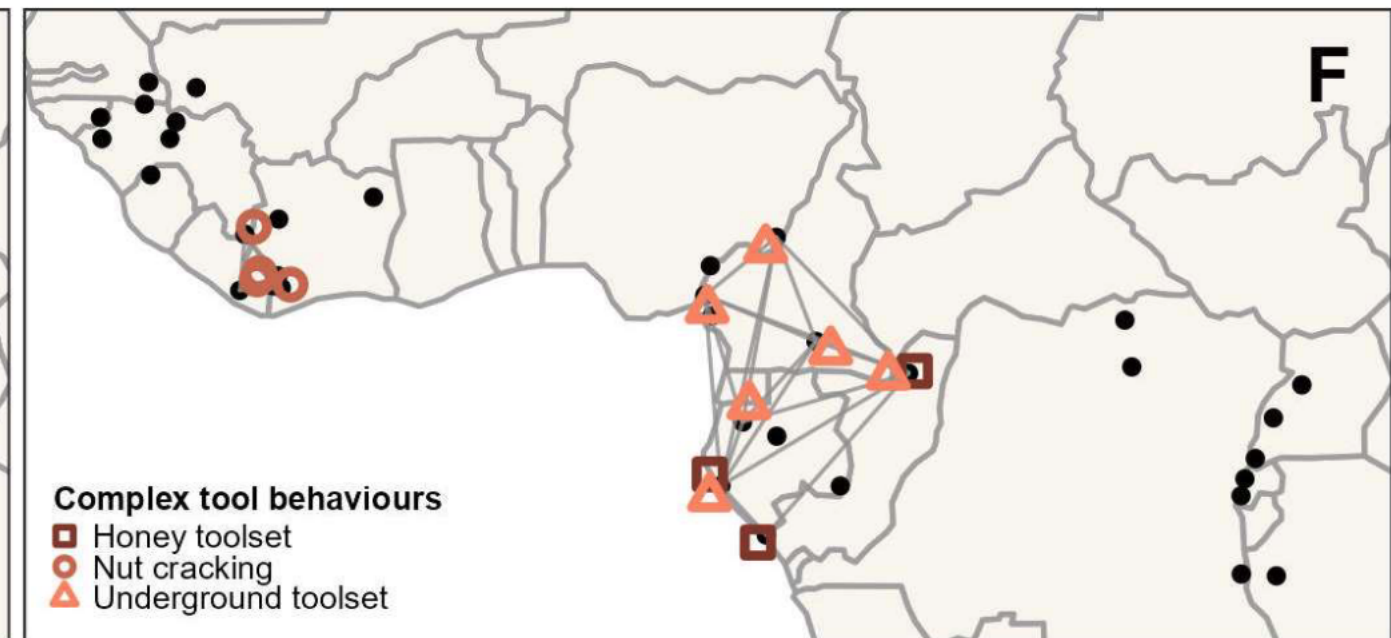 F
Complex tool behaviours
Honey toolset
Nut cracking
Underground toolset